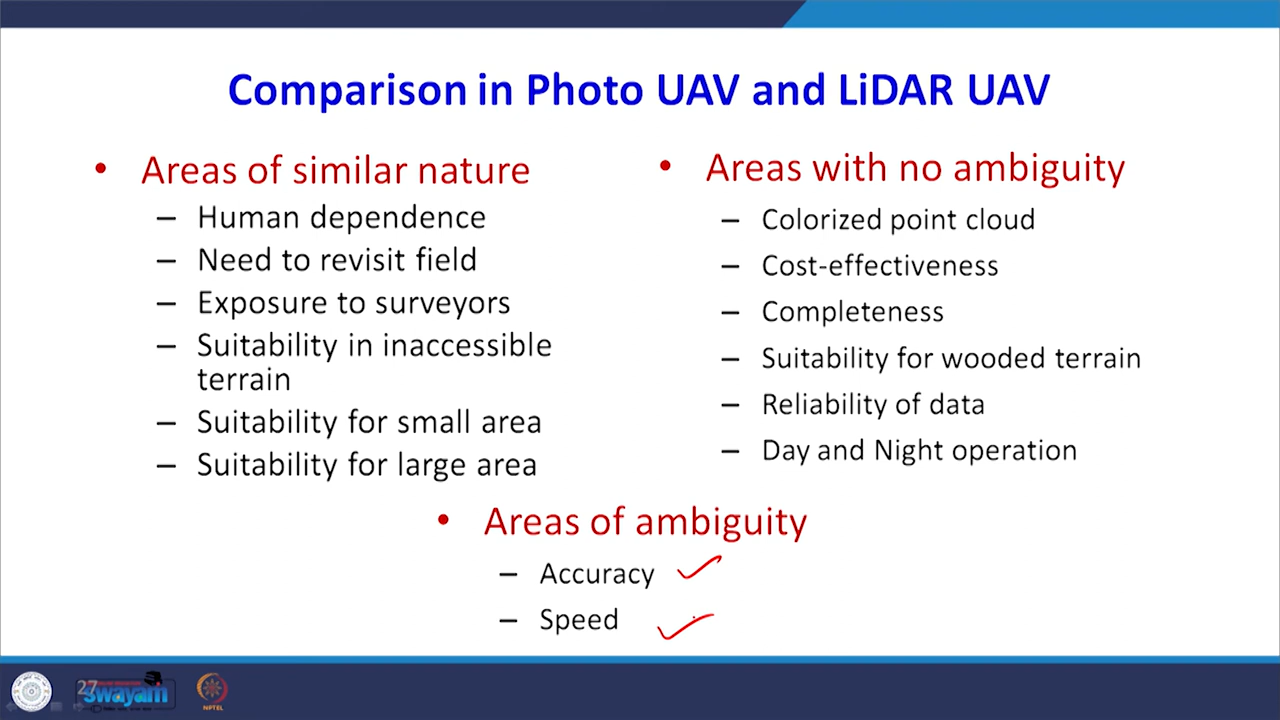 Comparison in Photo UAV and LiDAR UAV
• Areas of similar nature
– Human dependence
– Need to revisit field
– Exposure to surveyors
– Suitability in inaccessible
terrain
– Suitability for small area
– Suitability for large area
• Areas with no ambiguity
– Colorized point cloud
– Cost-effectiveness
– Completeness
– Suitability for wooded terrain
– Reliability of data
– Day and Night operation
• Areas of ambiguity
– Accuracy
– Speed
27
swayam
NPTEL